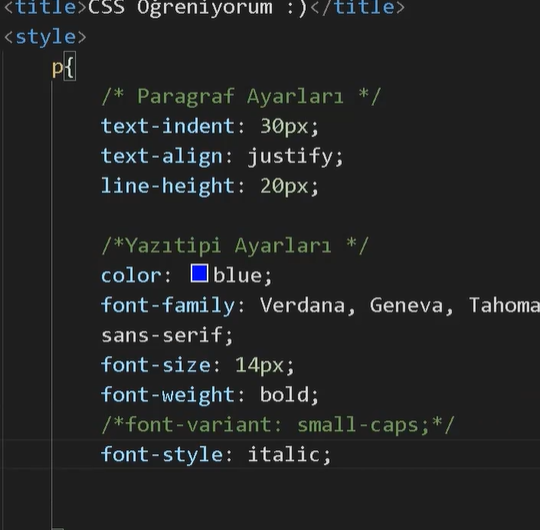 <title>CSS Öğreniyorum :)</title>
<style>
p{
/* Paragraf Ayarları */
text-indent: 30px;
text-align: justify;
line-height: 20px;
/*Yazıtipi Ayarları */
color: blue;
font-family: Verdana, Geneva, Tahoma
sans-serif;
font-size: 14px;
font-weight: bold;
/*font-variant: small-caps;*/
font-style: italic;